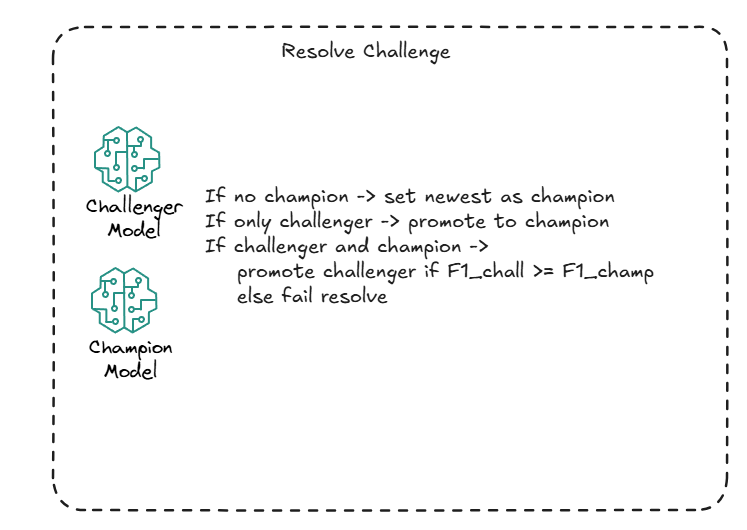 Resolve Challenge
Challenger
Model
If no champion -> set newest as champion
If only challenger -> promote to champion
If challenger and champion ->
promote challenger if F1_chall >= F1_champ
else fail resolve
Champion
Model